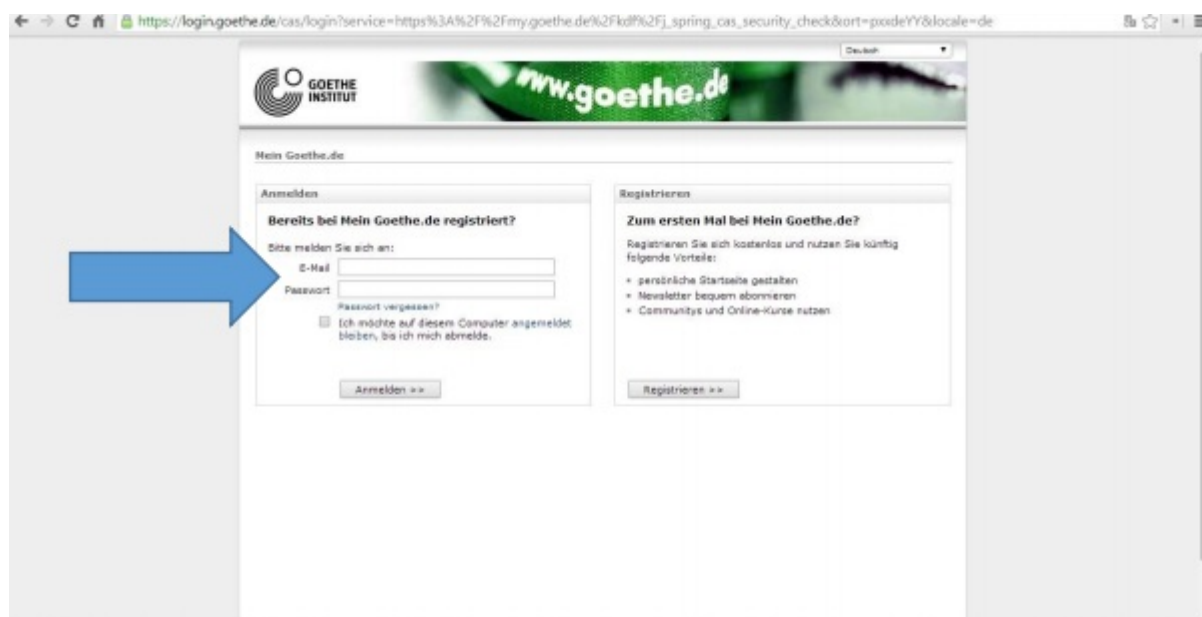 https://login.goethe.de/cas/login?service=https%3A%2F%2Fmy.goethe.de%2Fkdf%2Fj_spring_cas_security_check&ort=pxxdeYY&locale=de
Deutsch
GOETHE
INSTITUT
www.goethe.de
Mein Goethe.de
Anmelden
Bereits bei Mein Goethe.de registriert?
Bitte melden Sie sich an:
E-Mail
Passwort
Passwort vergessen?
Ich möchte auf diesem Computer angemeldet
bleiben, bis ich mich abmelde.
Anmelden >>
Registrieren
Zum ersten Mal bei Mein Goethe.de?
Registrieren Sie sich kostenlos und nutzen Sie künftig
folgende Vorteile:
• persönliche Startseite gestalten
• Newsletter bequem abonnieren
• Communitys und Online-Kurse nutzen
Registrieren >>